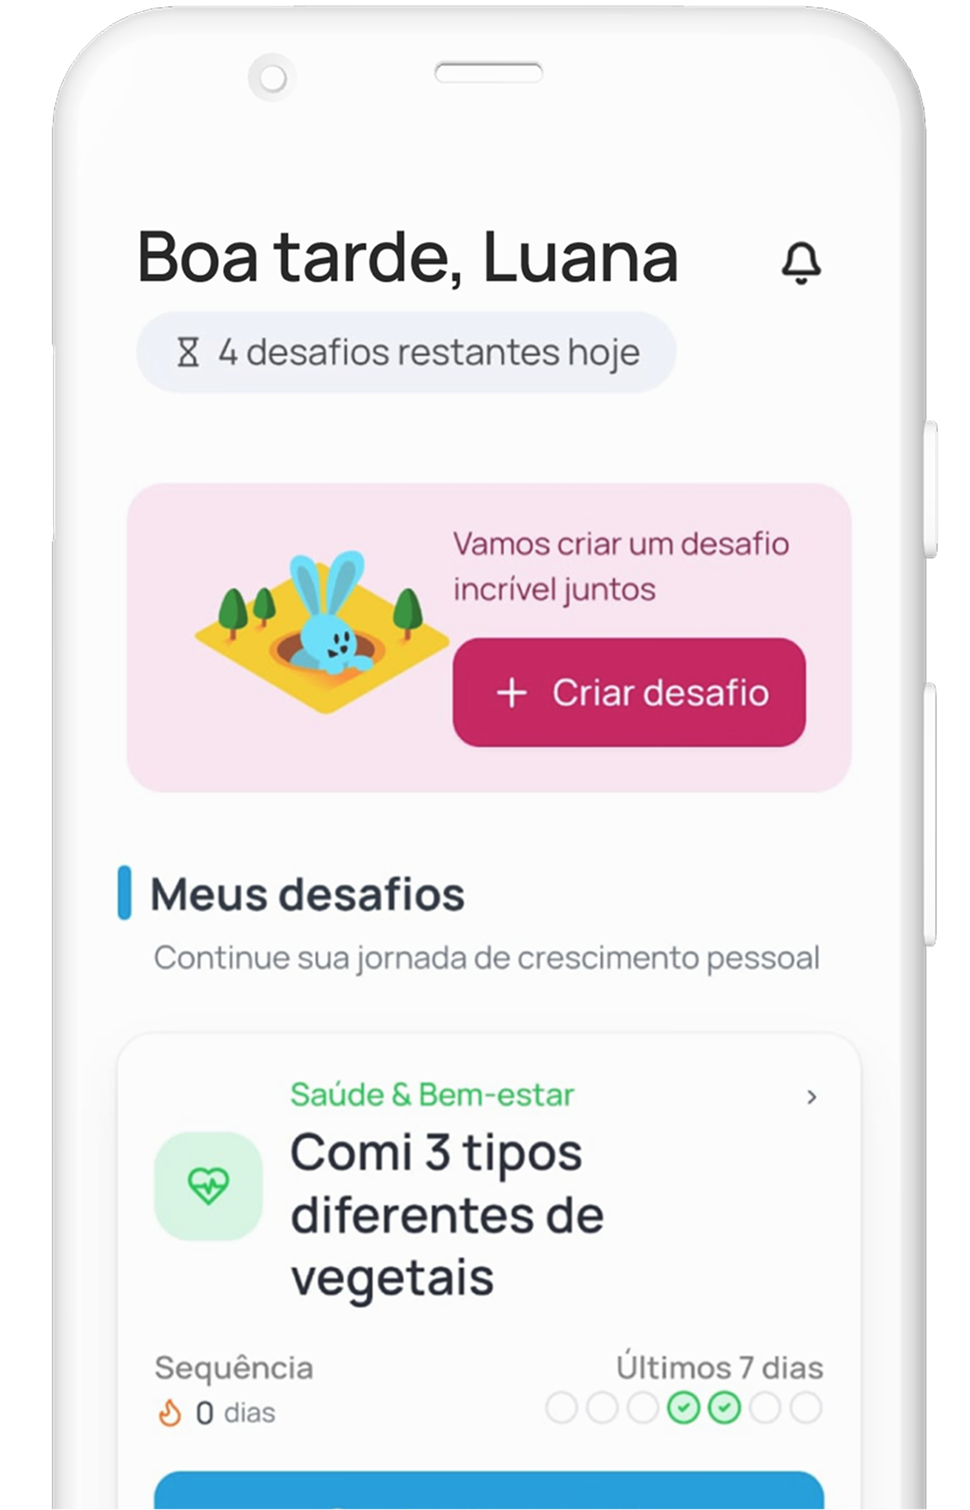 Boa tarde, Luana
4 desafios restantes hoje
Vamos criar um desafio
incrível juntos
+ Criar desafio
Meus desafios
Continue sua jornada de crescimento pessoal
Saúde & Bem-estar
Comi 3 tipos
diferentes de
vegetais
Sequência
Últimos 7 dias
0 dias